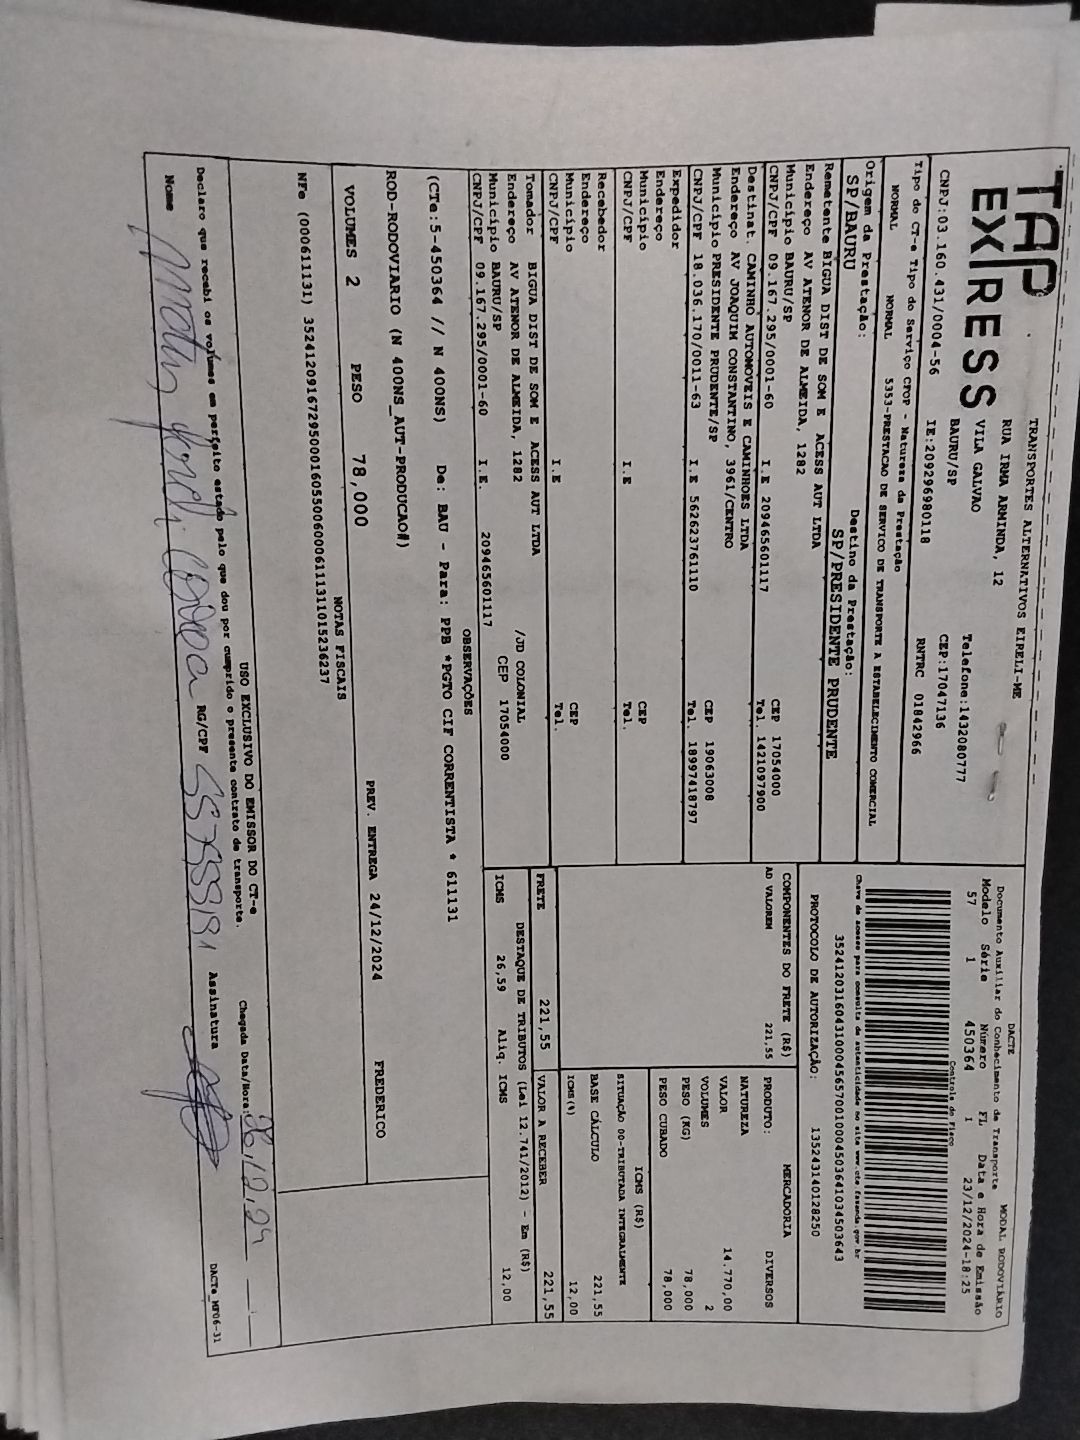 TAP EXPRESS
TRANSPORTES ALTERNATIVOS EIRELI-ME
RUA IRMA ARMINDA, 12
VILA GALVAO Telefone:1432080777
BAURU/SP CEP:17047136
CNPJ:03.160.431/0004-56 IE:209296980118 RNTRC 01842966
Tipo do CT-e Tipo do Serviço CFOP - Natureza da Prestação
NORMAL NORMAL 5353-PRESTACAO DE SERVICO DE TRANSPORTE A ESTABELECIMENTO COMERCIAL
Origem da Prestação: Destino da Prestação:
SP/BAURU SP/PRESIDENTE PRUDENTE
DACTE MODAL RODOVIÁRIO
Documento Auxiliar do Conhecimento de Transporte
Modelo Série Número FL Data e Hora de Emissão
57 1 450364 1 23/12/2024-18:25
Controle do Fisco
Chave de acesso para consulta de autenticidade no site www.cte.fazenda.gov.br
35241203160431000456570010004503641034503643
PROTOCOLO DE AUTORIZAÇÃO: 135243140128250
Remetente BIGUA DIST DE SOM E ACESS AUT LTDA
Endereço AV ATENOR DE ALMEIDA, 1282
Município BAURU/SP CEP 17054000
CNPJ/CPF 09.167.295/0001-60 I.E 209465601117 Tel. 1421097900
Destinat. CAMINHO AUTOMOVEIS E CAMINHOES LTDA
Endereço AV JOAQUIM CONSTANTINO, 3961/CENTRO
Município PRESIDENTE PRUDENTE/SP CEP 19063008
CNPJ/CPF 18.036.170/0011-63 I.E 562623761110 Tel. 18997418797
Expedidor
Endereço
Município CEP
CNPJ/CPF I.E Tel.
Recebedor
Endereço
Município CEP
CNPJ/CPF I.E Tel.
Tomador BIGUA DIST DE SOM E ACESS AUT LTDA
Endereço AV ATENOR DE ALMEIDA, 1282 /JD COLONIAL
Município BAURU/SP CEP 17054000
CNPJ/CPF 09.167.295/0001-60 I.E. 209465601117
COMPONENTES DO FRETE (R$)
AD VALOREM 221,55
PRODUTO: MERCADORIA
NATUREZA DIVERSOS
VALOR 14.770,00
VOLUMES 2
PESO (KG) 78,000
PESO CUBADO 78,000
ICMS (R$)
SITUAÇÃO 00-TRIBUTADA INTEGRALMENTE
BASE CÁLCULO 221,55
ICMS(%) 12,00
FRETE 221,55 VALOR A RECEBER 221,55
DESTAQUE DE TRIBUTOS (Lei 12.741/2012) - Em (R$)
ICMS 26,59 Aliq. ICMS 12,00
OBSERVAÇÕES
(CTe:5-450364 // N 400NS) De: BAU - Para: PPB *PGTO CIF CORRENTISTA * 611131
ROD-RODOVIARIO (N 400NS_AUT-PRODUCAO#)
FREDERICO
VOLUMES 2 PESO 78,000 PREV. ENTREGA 24/12/2024
NOTAS FISCAIS
NFe (000611131) 35241209167295000160550060006111311015236237
USO EXCLUSIVO DO EMISSOR DO CT-e
Declaro que recebi os volumes em perfeito estado pelo que dou por cumprido o presente contrato de transporte. Chegada Data/Hora:
Nome RG/CPF Assinatura
DACTe_MF06-31